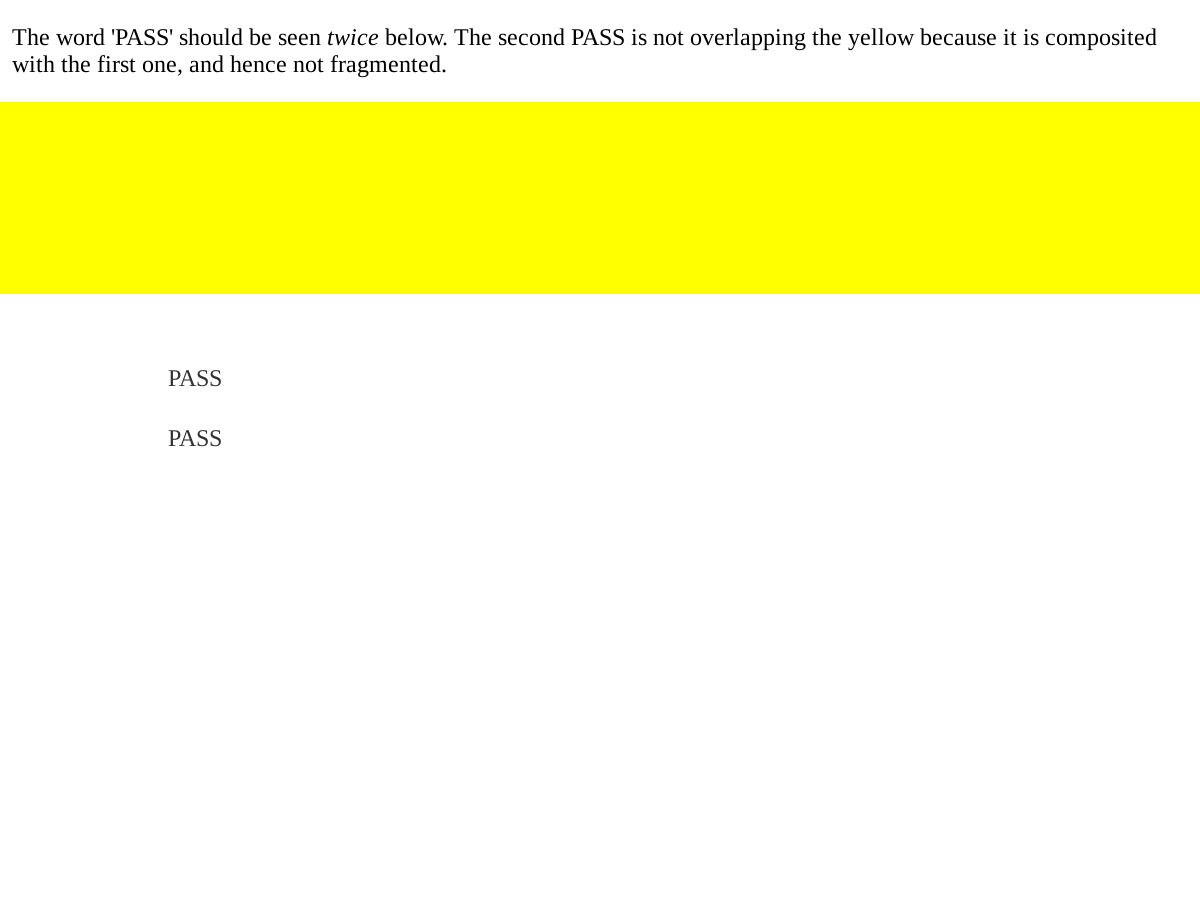 The word 'PASS' should be seen twice below. The second PASS is not overlapping the yellow because it is composited
with the first one, and hence not fragmented.
PASS
PASS